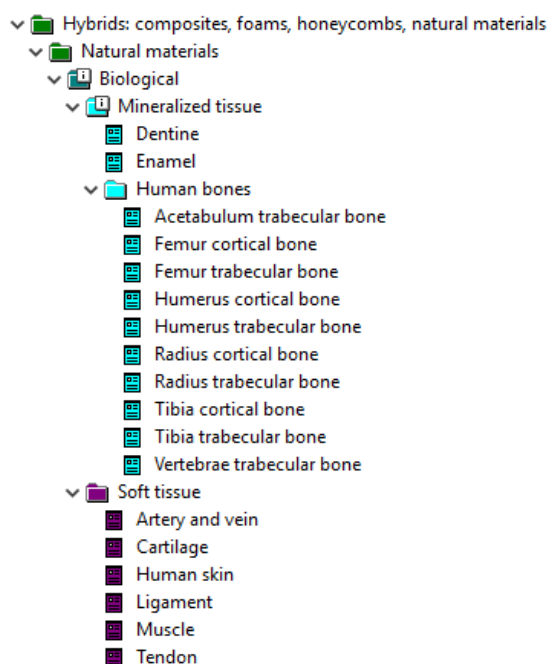 Hybrids: composites, foams, honeycombs, natural materials
Natural materials
Biological
Mineralized tissue
Dentine
Enamel
Human bones
Acetabulum trabecular bone
Femur cortical bone
Femur trabecular bone
Humerus cortical bone
Humerus trabecular bone
Radius cortical bone
Radius trabecular bone
Tibia cortical bone
Tibia trabecular bone
Vertebrae trabecular bone
Soft tissue
Artery and vein
Cartilage
Human skin
Ligament
Muscle
Tendon